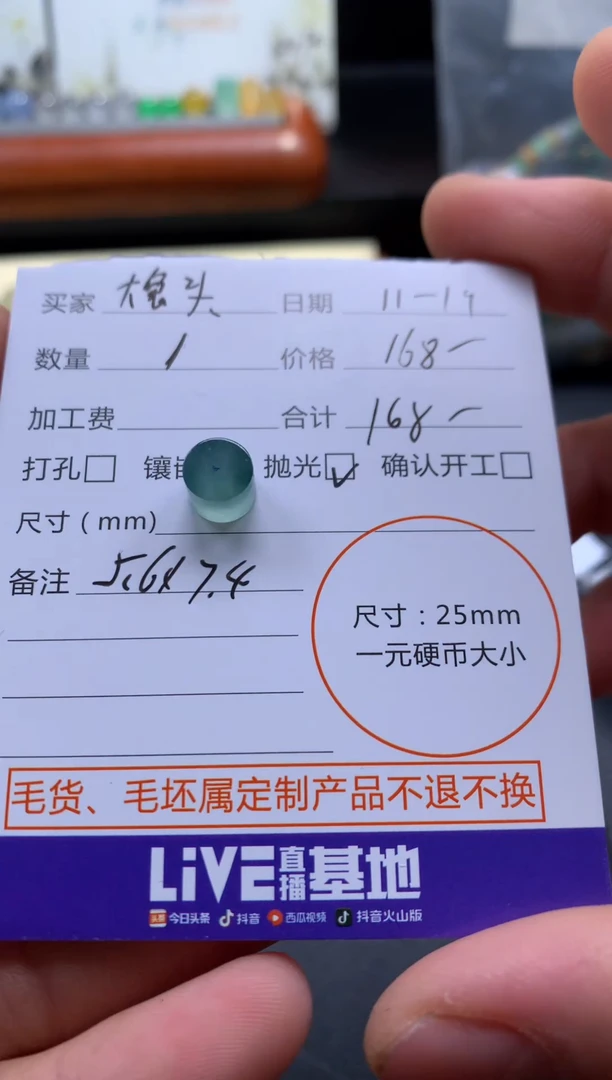 买家 大 头 日期 11-19
数量 1 价格 168-
加工费 合计 168-
打孔□ 镶 抛光☑ 确认开工□
尺寸(mm)
备注 5.6x7.4
尺寸:25mm
一元硬币大小
毛货、毛坯属定制产品不退不换
LiVE直播基地
头条 今日头条 抖音 西瓜视频 抖音火山版